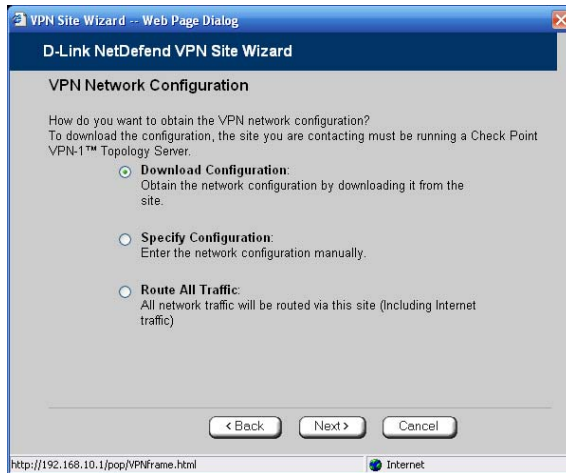 VPN Site Wizard -- Web Page Dialog
D-Link NetDefend VPN Site Wizard
VPN Network Configuration
How do you want to obtain the VPN network configuration?
To download the configuration, the site you are contacting must be running a Check Point
VPN-1™ Topology Server.
Download Configuration:
Obtain the network configuration by downloading it from the
site.
Specify Configuration:
Enter the network configuration manually.
Route All Traffic:
All network traffic will be routed via this site (Including Internet
traffic)
< Back Next > Cancel
http://192.168.10.1/pop/VPNframe.html Internet